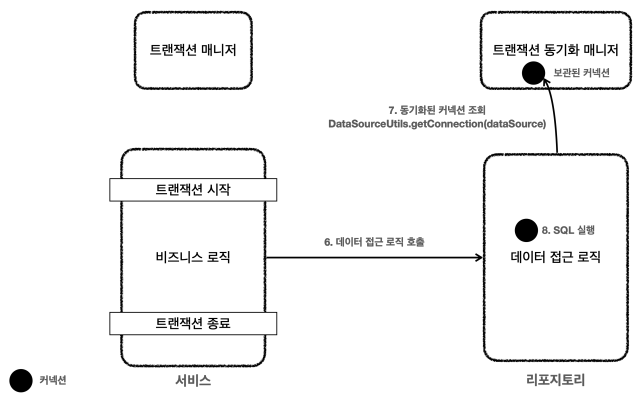 트랜잭션 매니저
트랜잭션 동기화 매니저
보관된 커넥션
7. 동기화된 커넥션 조회
DataSourceUtils.getConnection(dataSource)
트랜잭션 시작
8. SQL 실행
6. 데이터 접근 로직 호출
비즈니스 로직
데이터 접근 로직
트랜잭션 종료
커넥션
서비스
리포지토리